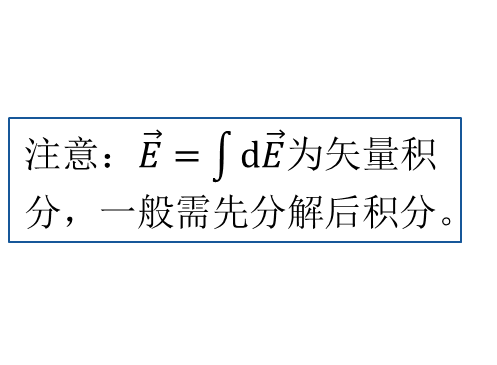 注意：$\vec{E} = \int \mathrm{d}\vec{E}$为矢量积
分，一般需先分解后积分。